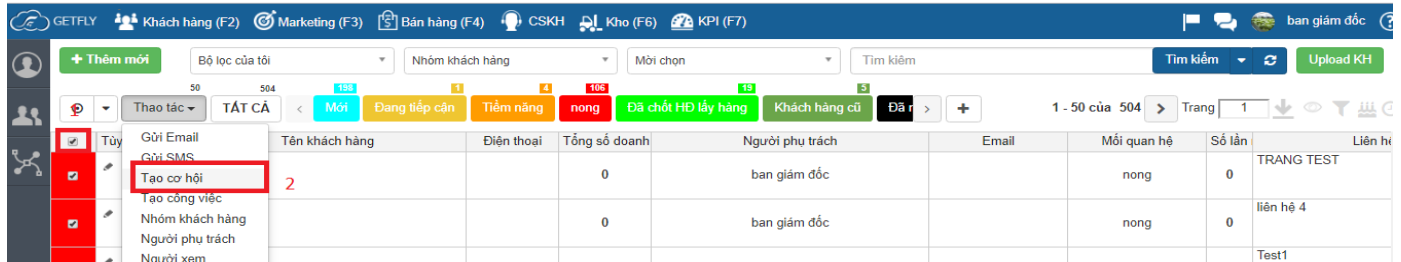 GETFLY Khách hàng (F2) Marketing (F3) Bán hàng (F4) CSKH Kho (F6) KPI (F7) ban giám đốc
Thêm mới Bộ lọc của tôi Nhóm khách hàng Mời chọn Tìm kiếm Tìm kiếm Upload KH
50 504 198 1 4 106 19 5
Thao tác TẤT CẢ < Mới Đang tiếp cận Tiềm năng nong Đã chốt HĐ lấy hàng Khách hàng cũ > + 1 - 50 của 504 > Trang 1
Tên khách hàng Điện thoại Tổng số doanh Người phụ trách Email Mối quan hệ Số lần
Gửi Email
Gửi SMS
Tạo cơ hội 2
Tạo công việc
Nhóm khách hàng
Người phụ trách
Người xem
0 ban giám đốc nong 0 TRANG TEST
0 ban giám đốc nong 0 liên hệ 4
Test1